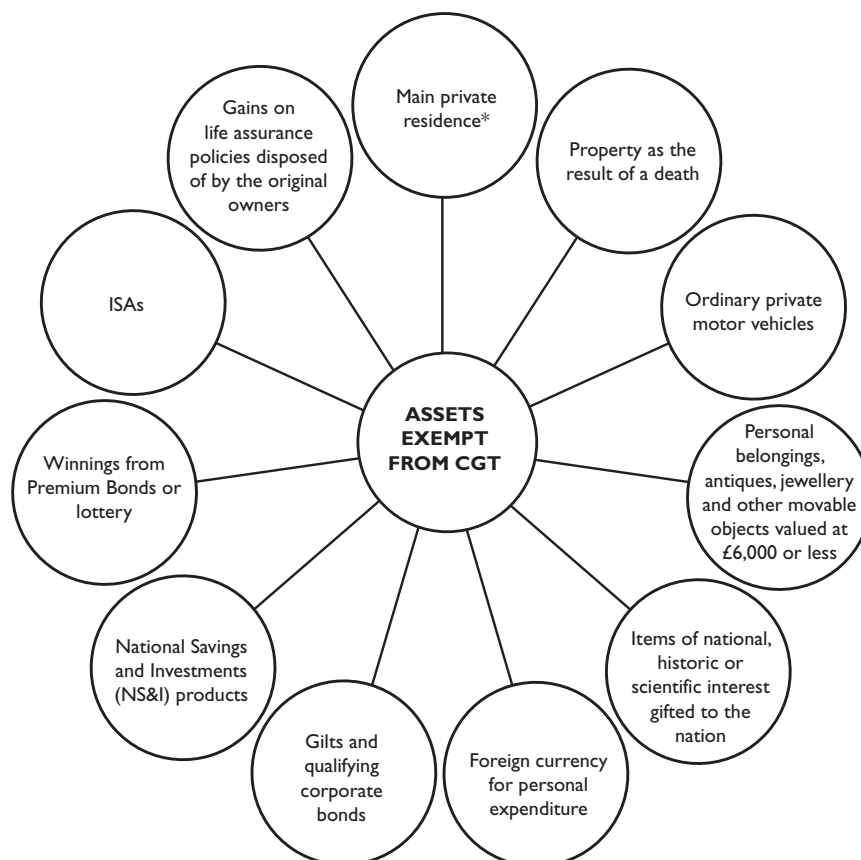 Main private
residence*
Property as the
result of a death
Ordinary private
motor vehicles
Personal
belongings,
antiques, jewellery
and other movable
objects valued at
£6,000 or less
Items of national,
historic or
scientific interest
gifted to the
nation
Foreign currency
for personal
expenditure
Gilts and
qualifying
corporate
bonds
National Savings
and Investments
(NS&I) products
Winnings from
Premium Bonds or
lottery
ISAs
Gains on
life assurance
policies disposed
of by the original
owners
ASSETS
EXEMPT
FROM CGT